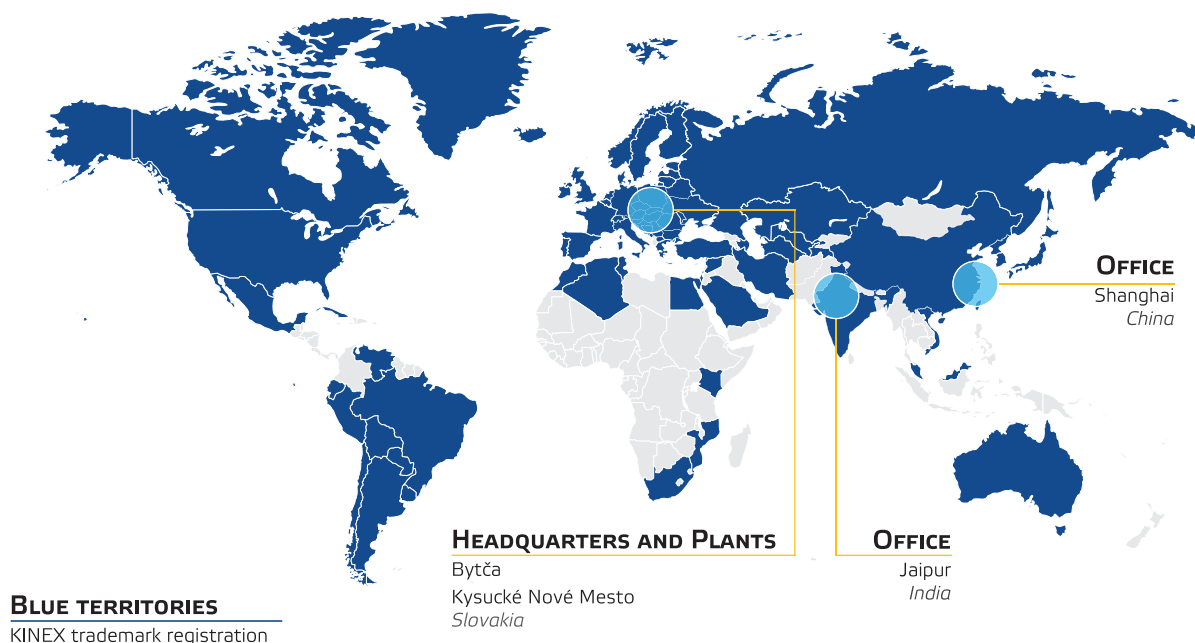 OFFICE
Shanghai
China
HEADQUARTERS AND PLANTS
Bytča
Kysucké Nové Mesto
Slovakia
OFFICE
Jaipur
India
BLUE TERRITORIES
KINEX trademark registration